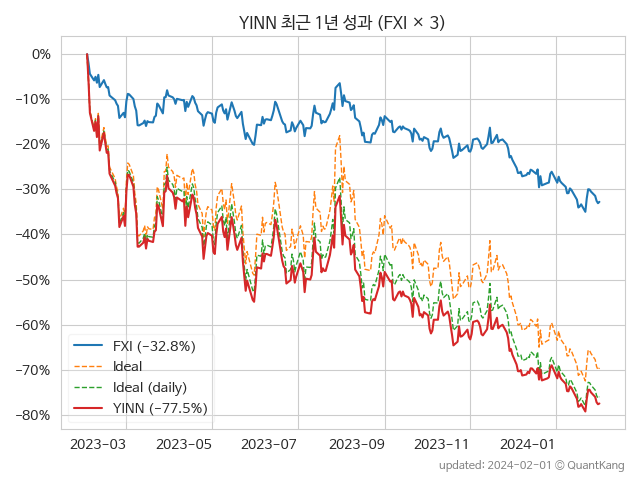 YINN 최근 1년 성과 (FXI × 3)
0%
−10%
−20%
−30%
−40%
−50%
−60%
−70%
−80%
FXI (−32.8%)
Ideal
Ideal (daily)
YINN (−77.5%)
2023-03
2023-05
2023-07
2023-09
2023-11
2024-01
updated: 2024-02-01 © QuantKang